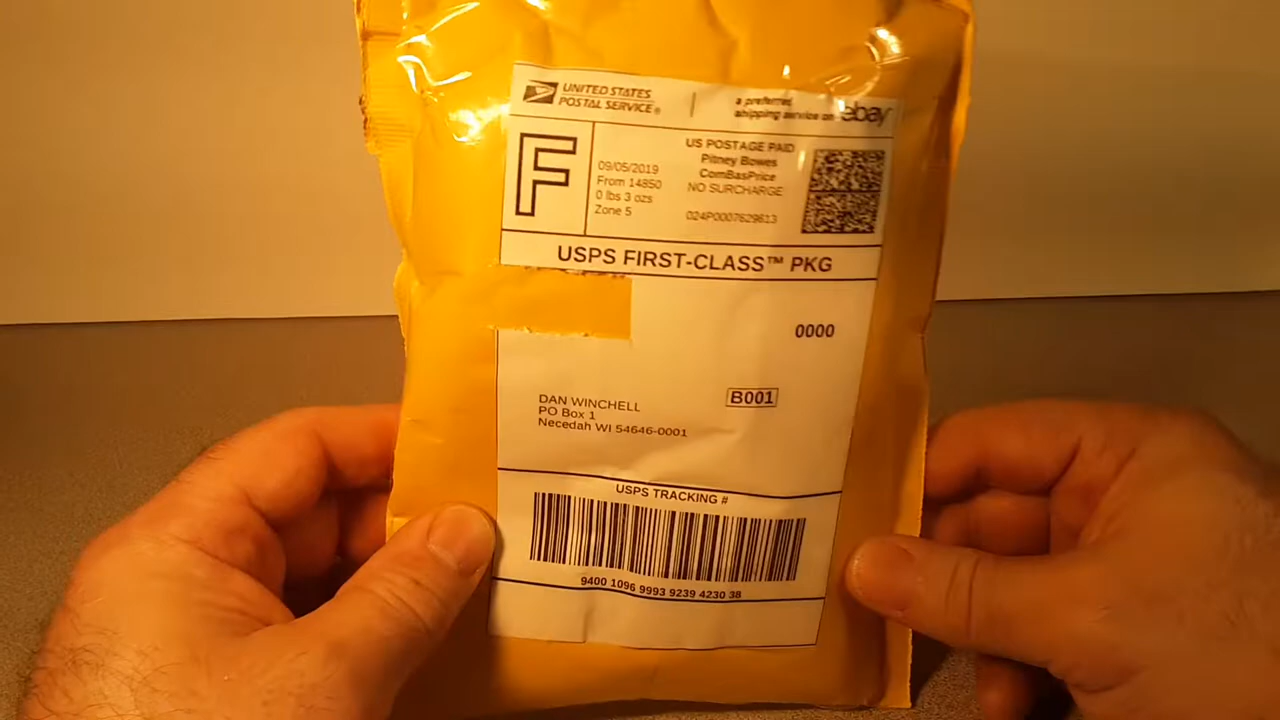 UNITED STATES
POSTAL SERVICE®
a preferred
shipping service on ebay
F
09/05/2019
From 14850
0 lbs 3 ozs
Zone 5
US POSTAGE PAID
Pitney Bowes
ComBasPrice
NO SURCHARGE
024P0007629613
USPS FIRST-CLASS™ PKG
0000
B001
DAN WINCHELL
PO Box 1
Necedah WI 54646-0001
USPS TRACKING #
9400 1096 9993 9239 4230 38